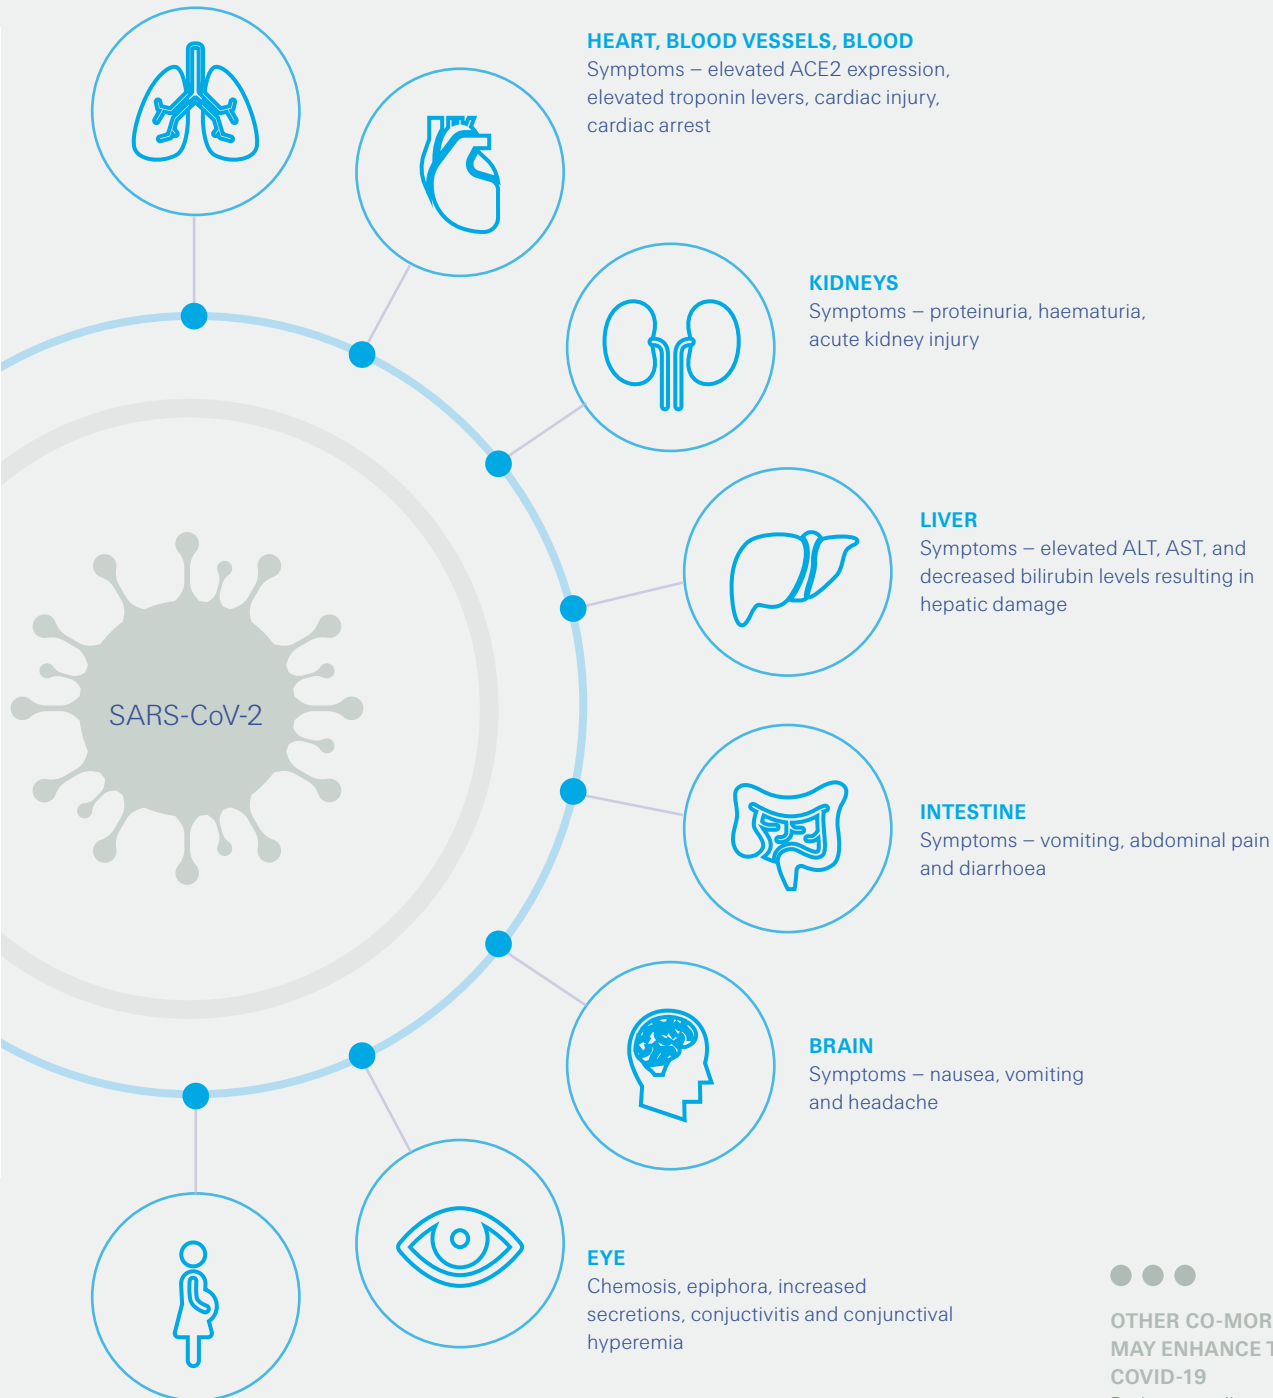 HEART, BLOOD VESSELS, BLOOD
Symptoms – elevated ACE2 expression,
elevated troponin levers, cardiac injury,
cardiac arrest
KIDNEYS
Symptoms – proteinuria, haematuria,
acute kidney injury
LIVER
Symptoms – elevated ALT, AST, and
decreased bilirubin levels resulting in
hepatic damage
SARS-CoV-2
INTESTINE
Symptoms – vomiting, abdominal pain
and diarrhoea
BRAIN
Symptoms – nausea, vomiting
and headache
EYE
Chemosis, epiphora, increased
secretions, conjuctivitis and conjunctival
hyperemia
OTHER CO-MOR
MAY ENHANCE
COVID-19